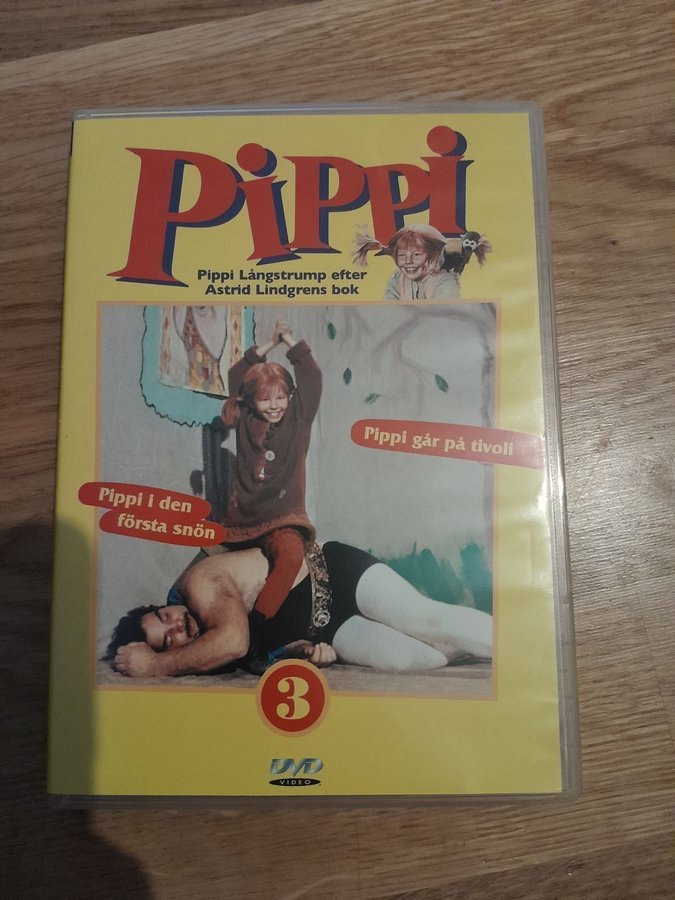 Pippi
Pippi Långstrump efter
Astrid Lindgrens bok
Pippi går på tivoli
Pippi i den
första snön
3
DVD
VIDEO